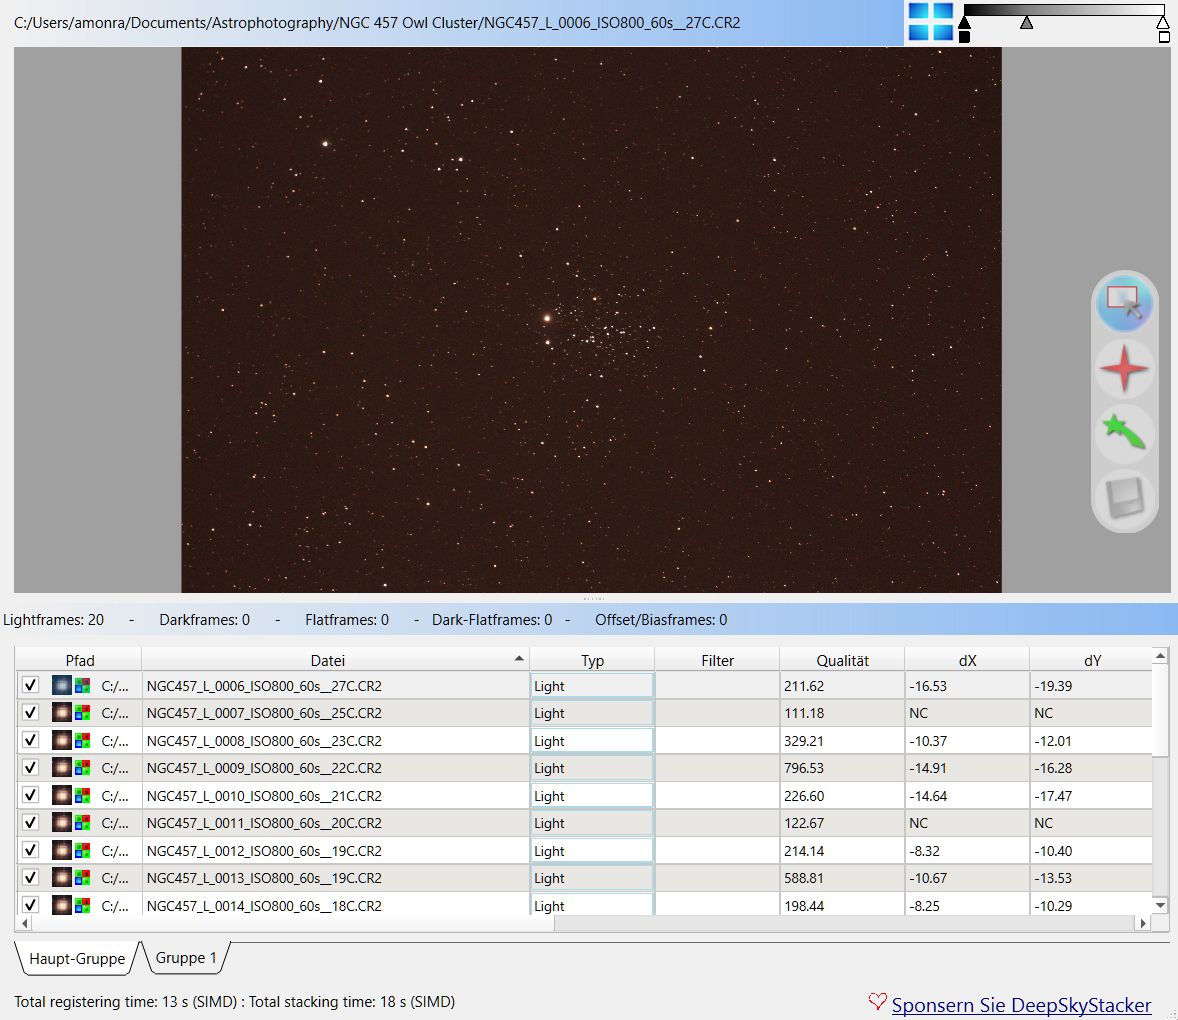 C:/Users/amonra/Documents/Astrophotography/NGC 457 Owl Cluster/NGC457_L_0006_ISO800_60s__27C.CR2
Lightframes: 20 - Darkframes: 0 - Flatframes: 0 - Dark-Flatframes: 0 - Offset/Biasframes: 0
Pfad Datei Typ Filter Qualität dX dY
C:/... NGC457_L_0006_ISO800_60s__27C.CR2 Light 211.62 -16.53 -19.39
C:/... NGC457_L_0007_ISO800_60s__25C.CR2 Light 111.18 NC NC
C:/... NGC457_L_0008_ISO800_60s__23C.CR2 Light 329.21 -10.37 -12.01
C:/... NGC457_L_0009_ISO800_60s__22C.CR2 Light 796.53 -14.91 -16.28
C:/... NGC457_L_0010_ISO800_60s__21C.CR2 Light 226.60 -14.64 -17.47
C:/... NGC457_L_0011_ISO800_60s__20C.CR2 Light 122.67 NC NC
C:/... NGC457_L_0012_ISO800_60s__19C.CR2 Light 214.14 -8.32 -10.40
C:/... NGC457_L_0013_ISO800_60s__19C.CR2 Light 588.81 -10.67 -13.53
C:/... NGC457_L_0014_ISO800_60s__18C.CR2 Light 198.44 -8.25 -10.29
Haupt-Gruppe Gruppe 1
Total registering time: 13 s (SIMD) : Total stacking time: 18 s (SIMD)
Sponsern Sie DeepSkyStacker